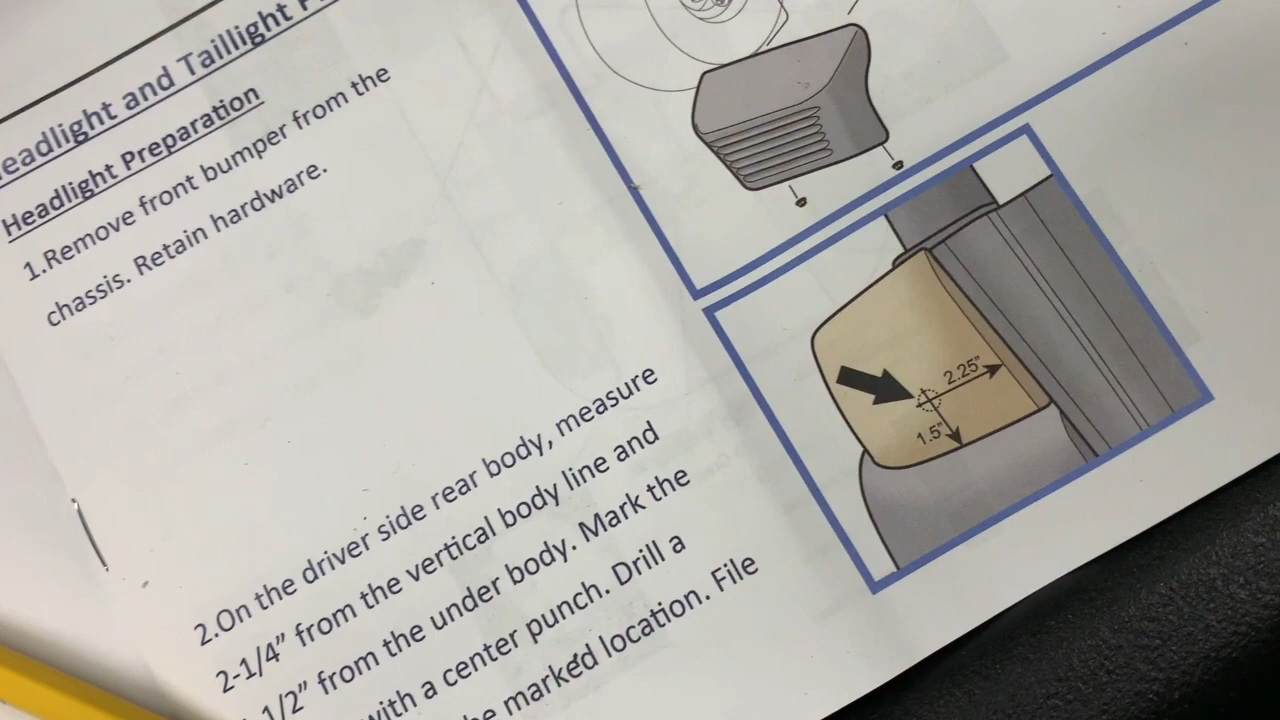 eadlight and Taillight
Headlight Preparation
1.Remove front bumper from the
chassis. Retain hardware.
2.On the driver side rear body, measure
2-1/4” from the vertical body line and
1/2” from the under body. Mark the
with a center punch. Drill a
he marked location. File
2.25"
1.5"